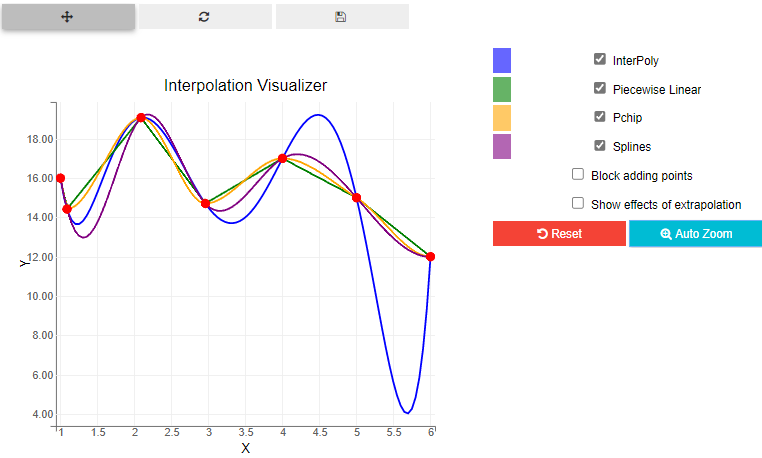 Interpolation Visualizer
18.00
16.00
14.00
12.00
10.00
8.00
6.00
4.00
Y
1 1.5 2 2.5 3 3.5 4 4.5 5 5.5 6
X
InterPoly
Piecewise Linear
Pchip
Splines
Block adding points
Show effects of extrapolation
Reset Auto Zoom